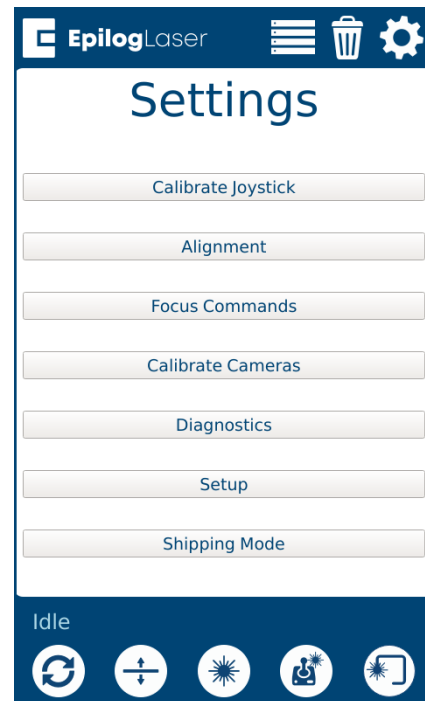 EpilogLaser
Settings
Calibrate Joystick
Alignment
Focus Commands
Calibrate Cameras
Diagnostics
Setup
Shipping Mode
Idle